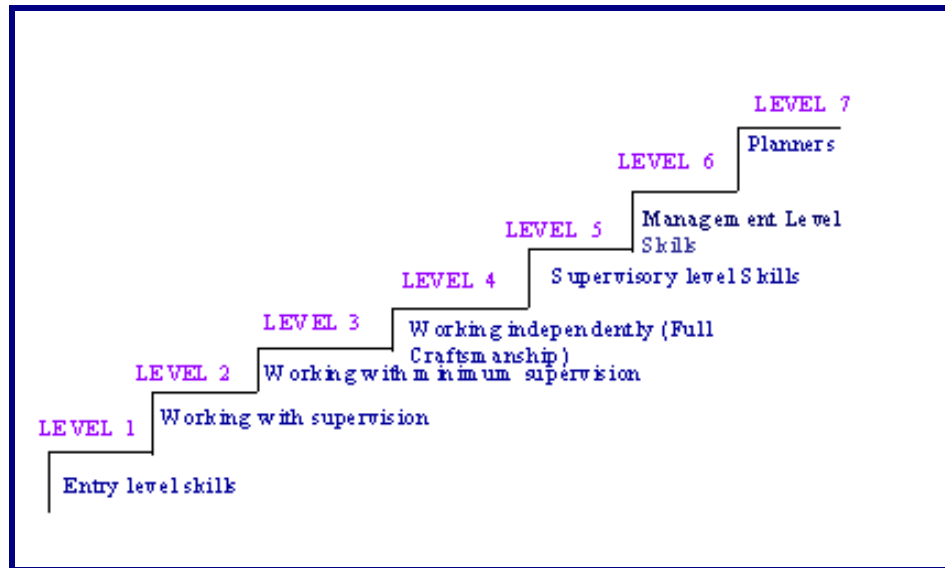 LEVEL 7
Planners
LEVEL 6
Management Level
Skills
LEVEL 5
Supervisory level Skills
LEVEL 4
Working independently (Full
Craftsmanship)
LEVEL 3
Working with minimum supervision
LEVEL 2
Working with supervision
LEVEL 1
Entry level skills